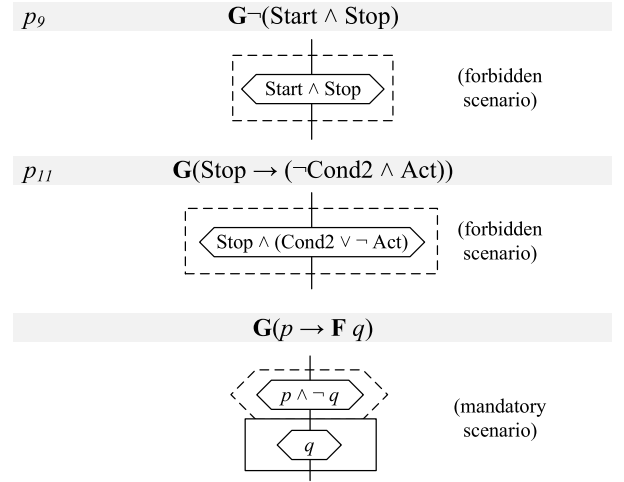 p9 G¬(Start ∧ Stop)
Start ∧ Stop
(forbidden
scenario)
p11 G(Stop → (¬Cond2 ∧ Act))
Stop ∧ (Cond2 ∨ ¬ Act)
(forbidden
scenario)
G(p → F q)
p ∧ ¬ q
q
(mandatory
scenario)